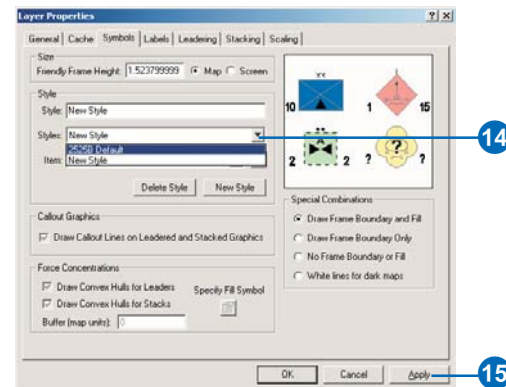 Layer Properties
? X
General Cache Symbols Labels Leadering Stacking Scaling
Size
Friendly Frame Height: 1.523799999 Map Screen
Style
Style: New Style
Styles: New Style
2525B Default
Item: New Style
Delete Style New Style
Callout Graphics
Draw Callout Lines on Leadered and Stacked Graphics
Force Concentrations
Draw Convex Hulls for Leaders
Specify Fill Symbol
Draw Convex Hulls for Stacks
Buffer (map units): 0
10
1 15
2 2
? ? ?
Special Combinations
Draw Frame Boundary and Fill
Draw Frame Boundary Only
No Frame Boundary or Fill
White lines for dark maps
OK Cancel Apply
14
15